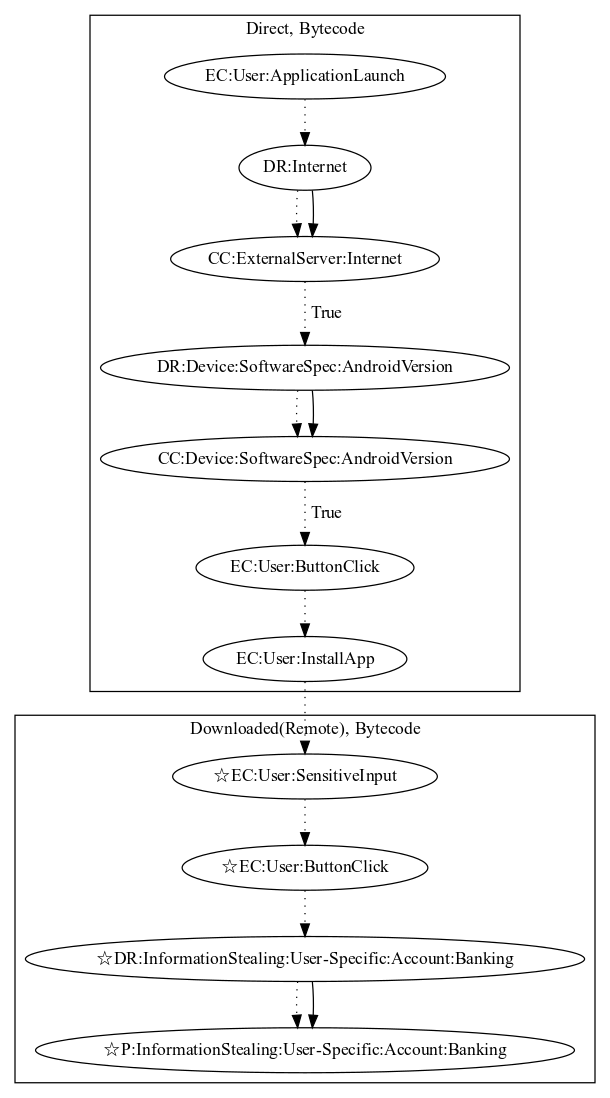 Direct, Bytecode
EC:User:ApplicationLaunch
DR:Internet
CC:ExternalServer:Internet
True
DR:Device:SoftwareSpec:AndroidVersion
CC:Device:SoftwareSpec:AndroidVersion
True
EC:User:ButtonClick
EC:User:InstallApp
Downloaded(Remote), Bytecode
☆EC:User:SensitiveInput
☆EC:User:ButtonClick
☆DR:InformationStealing:User-Specific:Account:Banking
☆P:InformationStealing:User-Specific:Account:Banking